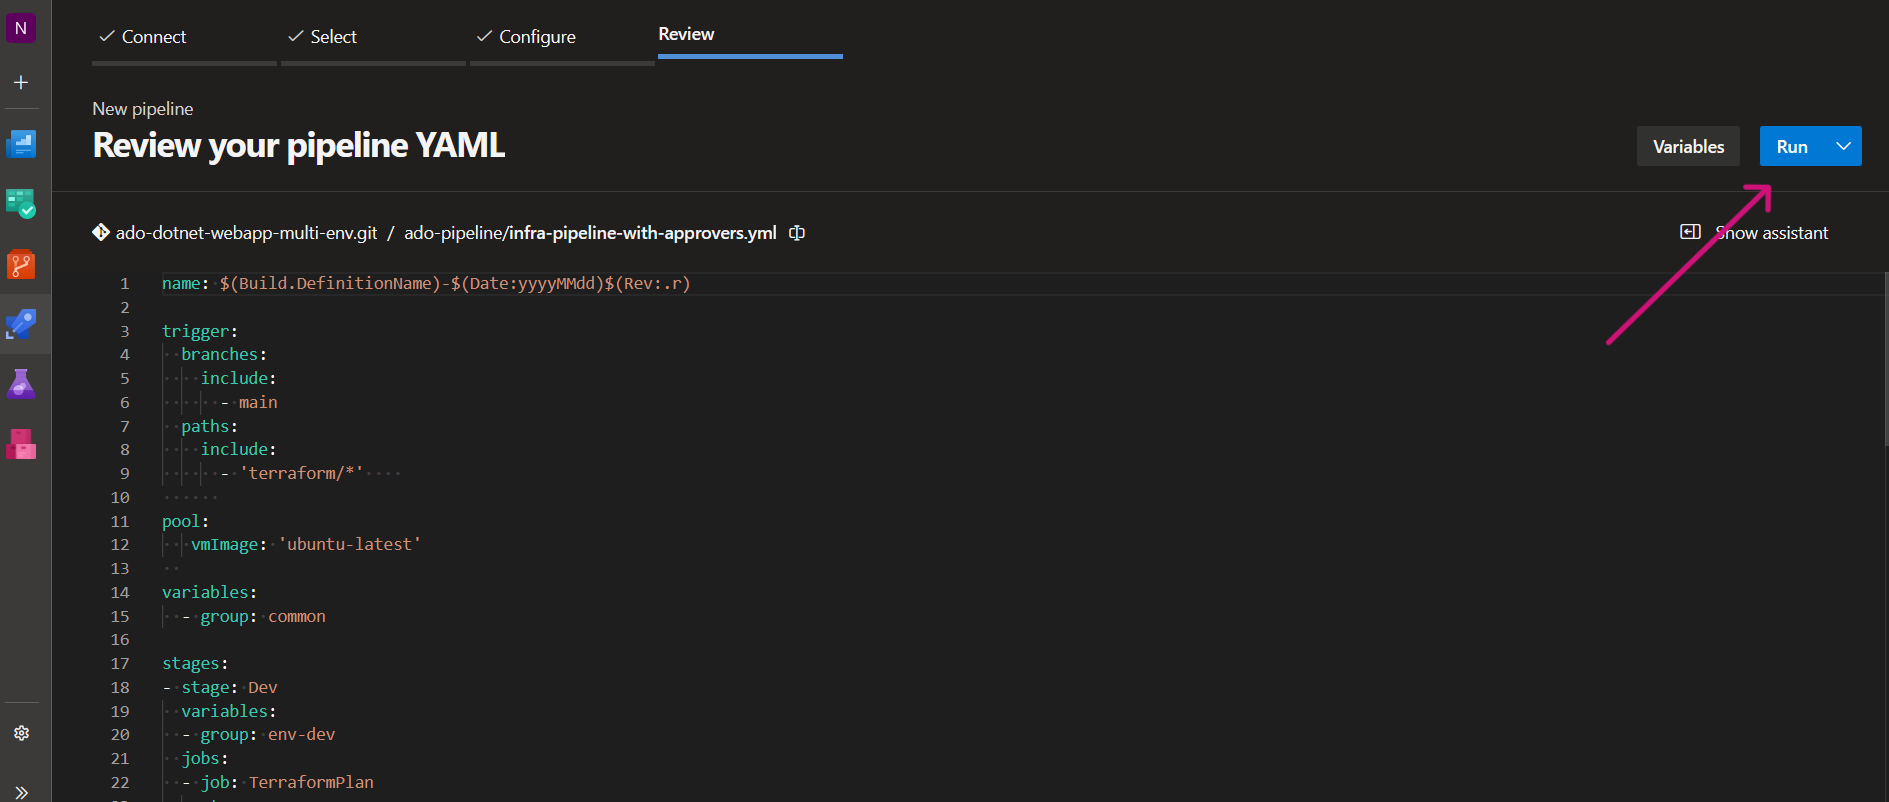 N
Connect
Select
Configure
Review
New pipeline
Review your pipeline YAML
Variables
Run
ado-dotnet-webapp-multi-env.git / ado-pipeline/infra-pipeline-with-approvers.yml
Show assistant
1 name: $(Build.DefinitionName)-$(Date:yyyyMMdd)$(Rev:.r)
2
3 trigger:
4 branches:
5 include:
6 - main
7 paths:
8 include:
9 - 'terraform/*'
10
11 pool:
12 vmImage: 'ubuntu-latest'
13
14 variables:
15 - group: common
16
17 stages:
18 - stage: Dev
19 variables:
20 - group: env-dev
21 jobs:
22 - job: TerraformPlan